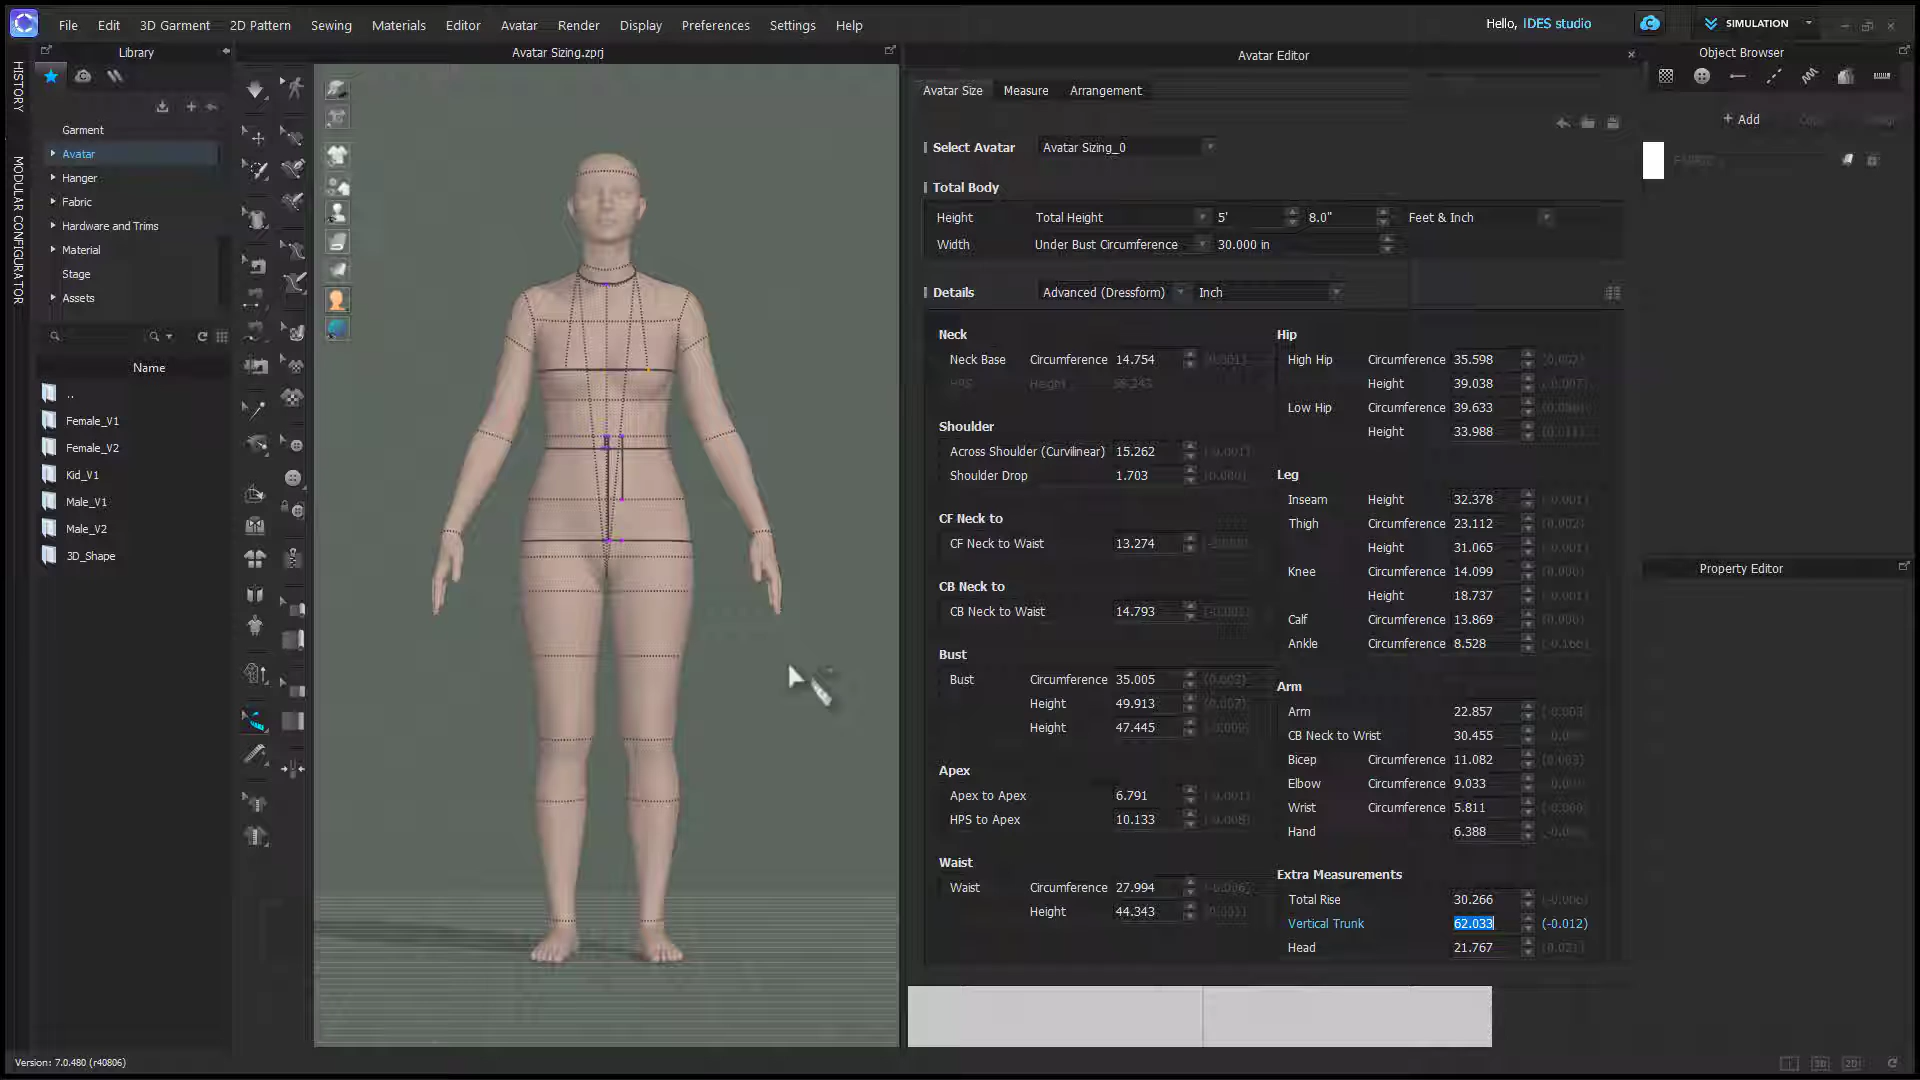 File Edit 3D Garment 2D Pattern Sewing Materials Editor Avatar Render Display Preferences Settings Help
Hello, IDES studio
SIMULATION
HISTORY
MODULAR CONFIGURATOR
Library
Garment
Avatar
Hanger
Fabric
Hardware and Trims
Material
Stage
Assets
Name
..
Female_V1
Female_V2
Kid_V1
Male_V1
Male_V2
3D_Shape
Version: 7.0.480 (r40806)
Avatar Sizing.zprj
Avatar Editor
Avatar Size Measure Arrangement
Select Avatar Avatar Sizing_0
Total Body
Height Total Height 5' 8.0" Feet & Inch
Width Under Bust Circumference 30.000 in
Details Advanced (Dressform) Inch
Neck
Neck Base Circumference 14.754
HPS Height
Shoulder
Across Shoulder (Curvilinear) 15.262
Shoulder Drop 1.703
CF Neck to
CF Neck to Waist 13.274
CB Neck to
CB Neck to Waist 14.793
Bust
Bust Circumference 35.005
Height 49.913
Height 47.445
Apex
Apex to Apex 6.791
HPS to Apex 10.133
Waist
Waist Circumference 27.994
Height 44.343
Hip
High Hip Circumference 35.598
Height 39.038
Low Hip Circumference 39.633
Height 33.988
Leg
Inseam Height 32.378
Thigh Circumference 23.112
Height 31.065
Knee Circumference 14.099
Height 18.737
Calf Circumference 13.869
Ankle Circumference 8.528
Arm
Arm 22.857
CB Neck to Wrist 30.455
Bicep Circumference 11.082
Elbow Circumference 9.033
Wrist Circumference 5.811
Hand 6.388
Extra Measurements
Total Rise 30.266
Vertical Trunk 62.033 (-0.012)
Head 21.767
Object Browser
+ Add
FABRIC
Property Editor